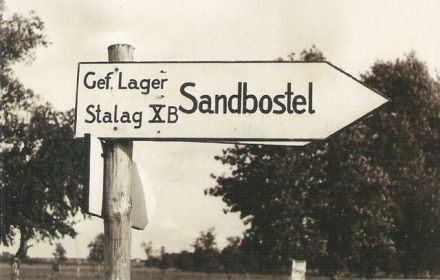 Gef. Lager
Stalag XB Sandbostel